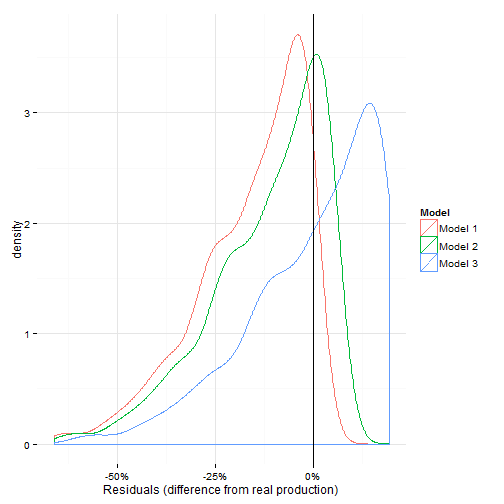 3
2
1
0
density
-50%
-25%
0%
Residuals (difference from real production)
Model
Model 1
Model 2
Model 3